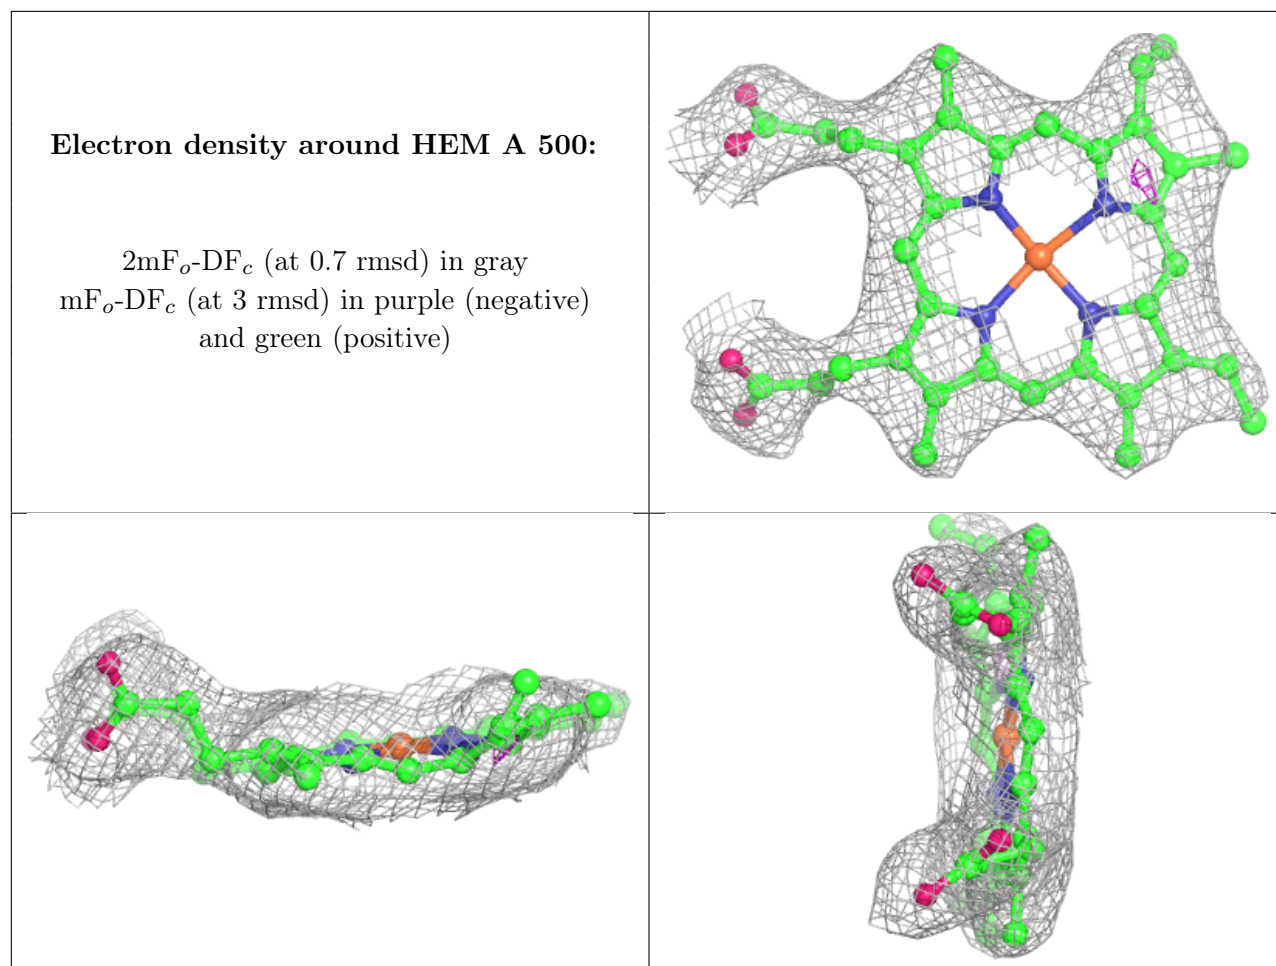 Electron density around HEM A 500:
2mFo-DFc (at 0.7 rmsd) in gray
mFo-DFc (at 3 rmsd) in purple (negative)
and green (positive)